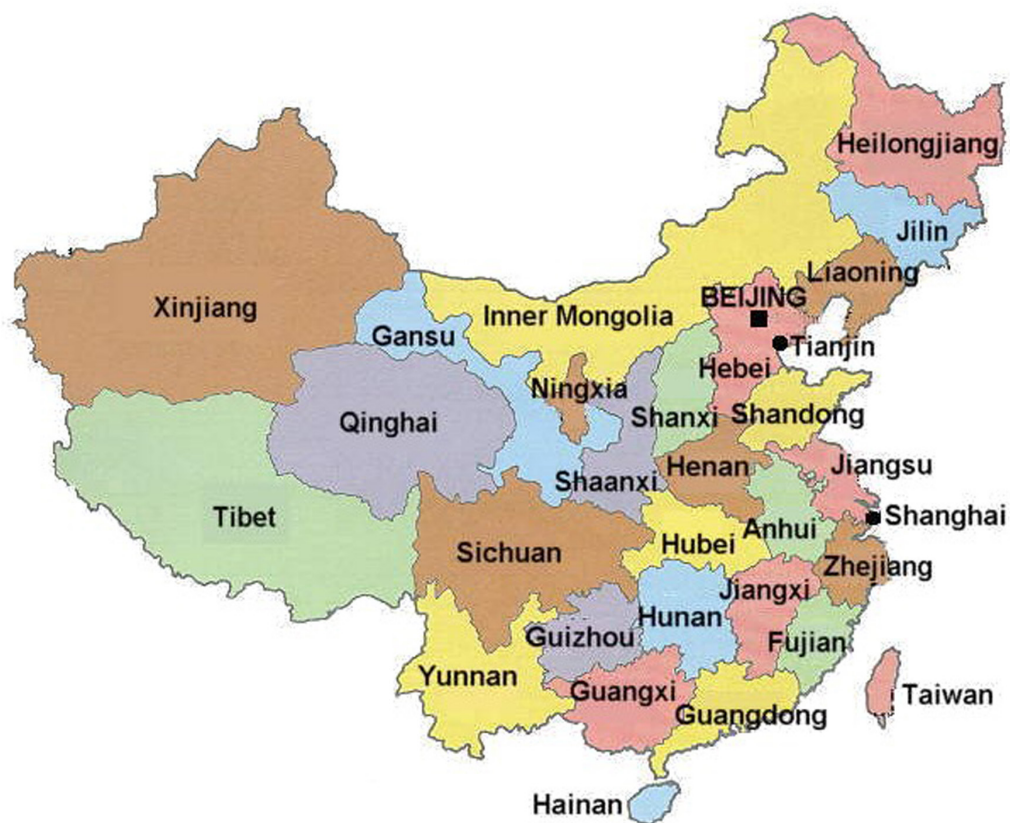 Heilongjiang
Jilin
Liaoning
BEIJING
Xinjiang
Inner Mongolia
Gansu
Tianjin
Hebei
Ningxia
Qinghai
Shanxi
Shandong
Henan
Jiangsu
Shaanxi
Tibet
Shanghai
Anhui
Hubei
Sichuan
Zhejiang
Jiangxi
Hunan
Guizhou
Fujian
Yunnan
Guangxi
Taiwan
Guangdong
Hainan